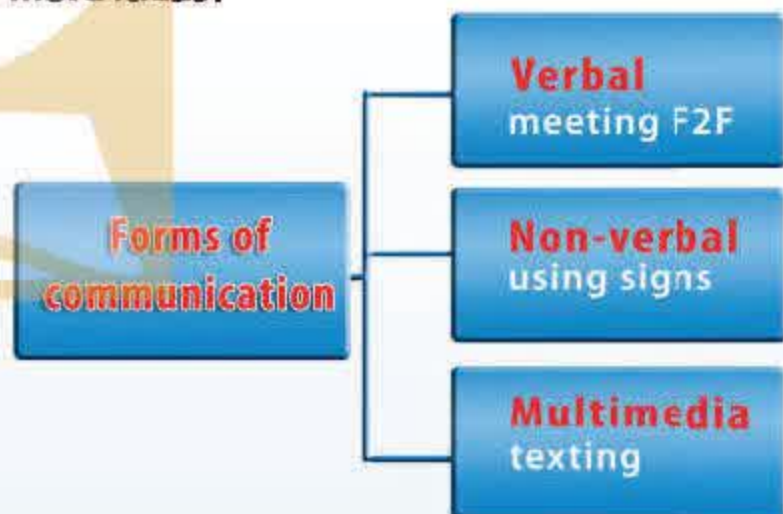 Forms of
communication
Verbal
meeting F2F
Non-verbal
using signs
Multimedia
texting